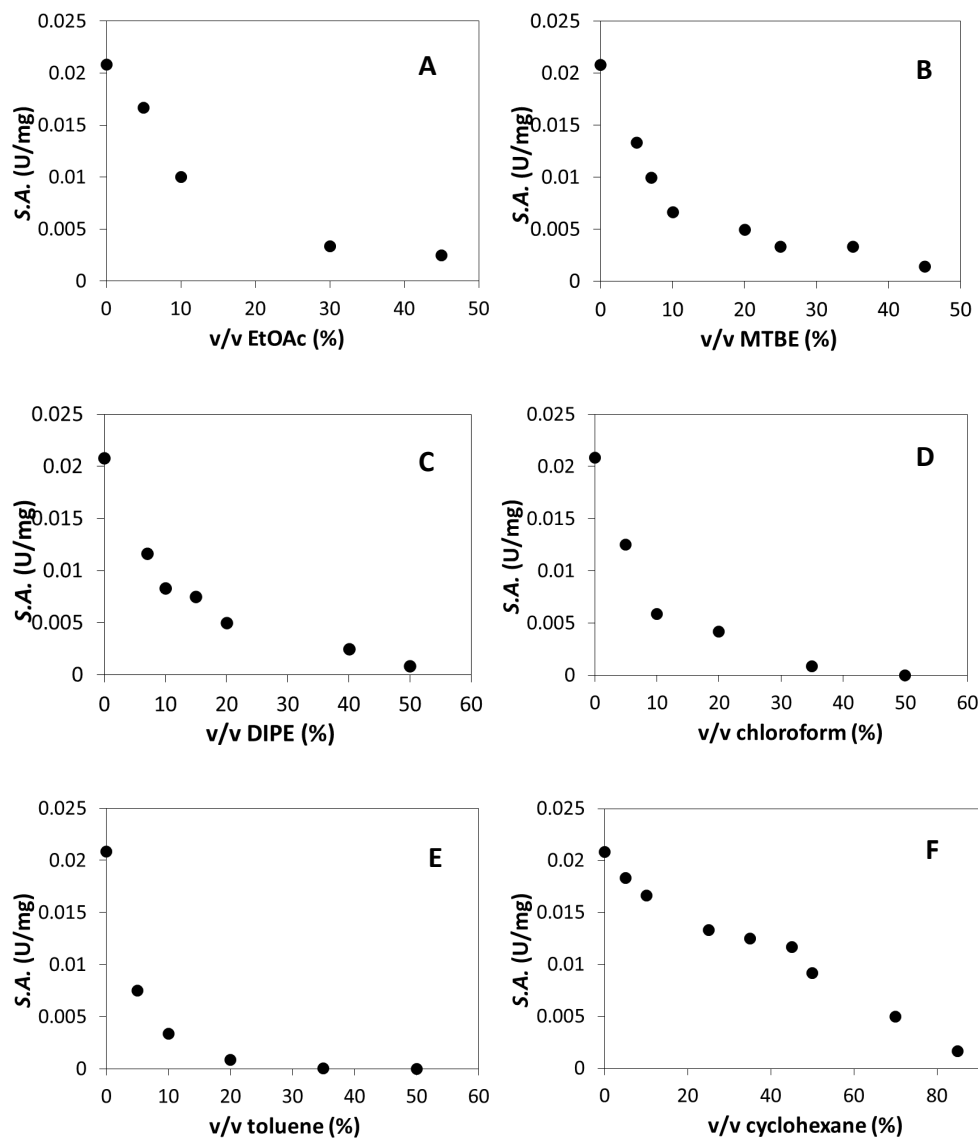 A
S.A. (U/mg)
0.025
0.02
0.015
0.01
0.005
0
0 10 20 30 40 50
v/v EtOAc (%)
B
S.A. (U/mg)
0.025
0.02
0.015
0.01
0.005
0
0 10 20 30 40 50
v/v MTBE (%)
C
S.A. (U/mg)
0.025
0.02
0.015
0.01
0.005
0
0 10 20 30 40 50 60
v/v DIPE (%)
D
S.A. (U/mg)
0.025
0.02
0.015
0.01
0.005
0
0 10 20 30 40 50 60
v/v chloroform (%)
E
S.A. (U/mg)
0.025
0.02
0.015
0.01
0.005
0
0 10 20 30 40 50 60
v/v toluene (%)
F
S.A. (U/mg)
0.025
0.02
0.015
0.01
0.005
0
0 20 40 60 80
v/v cyclohexane (%)